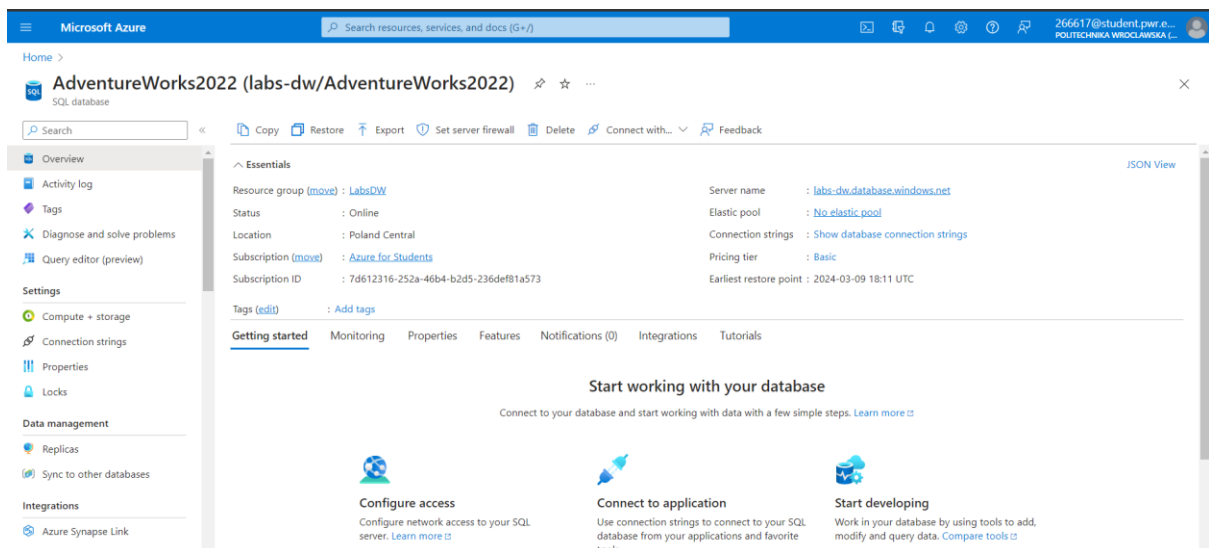 Microsoft Azure
Search resources, services, and docs (G+/)
266617@student.pwr.e...
POLITECHNIKA WROCLAWSKA (...
Home >
AdventureWorks2022 (labs-dw/AdventureWorks2022)
SQL
SQL database
Search
Copy Restore Export Set server firewall Delete Connect with... Feedback
Overview
Activity log
Tags
Diagnose and solve problems
Query editor (preview)
Settings
Compute + storage
Connection strings
Properties
Locks
Data management
Replicas
Sync to other databases
Integrations
Azure Synapse Link
Essentials
JSON View
Resource group (move) : LabsDW
Status : Online
Location : Poland Central
Subscription (move) : Azure for Students
Subscription ID : 7d612316-252a-46b4-b2d5-236def81a573
Server name : labs-dw.database.windows.net
Elastic pool : No elastic pool
Connection strings : Show database connection strings
Pricing tier : Basic
Earliest restore point : 2024-03-09 18:11 UTC
Tags (edit) : Add tags
Getting started Monitoring Properties Features Notifications (0) Integrations Tutorials
Start working with your database
Connect to your database and start working with data with a few simple steps. Learn more
Configure access
Configure network access to your SQL
server. Learn more
Connect to application
Use connection strings to connect to your SQL
database from your applications and favorite
Start developing
Work in your database by using tools to add,
modify and query data. Compare tools